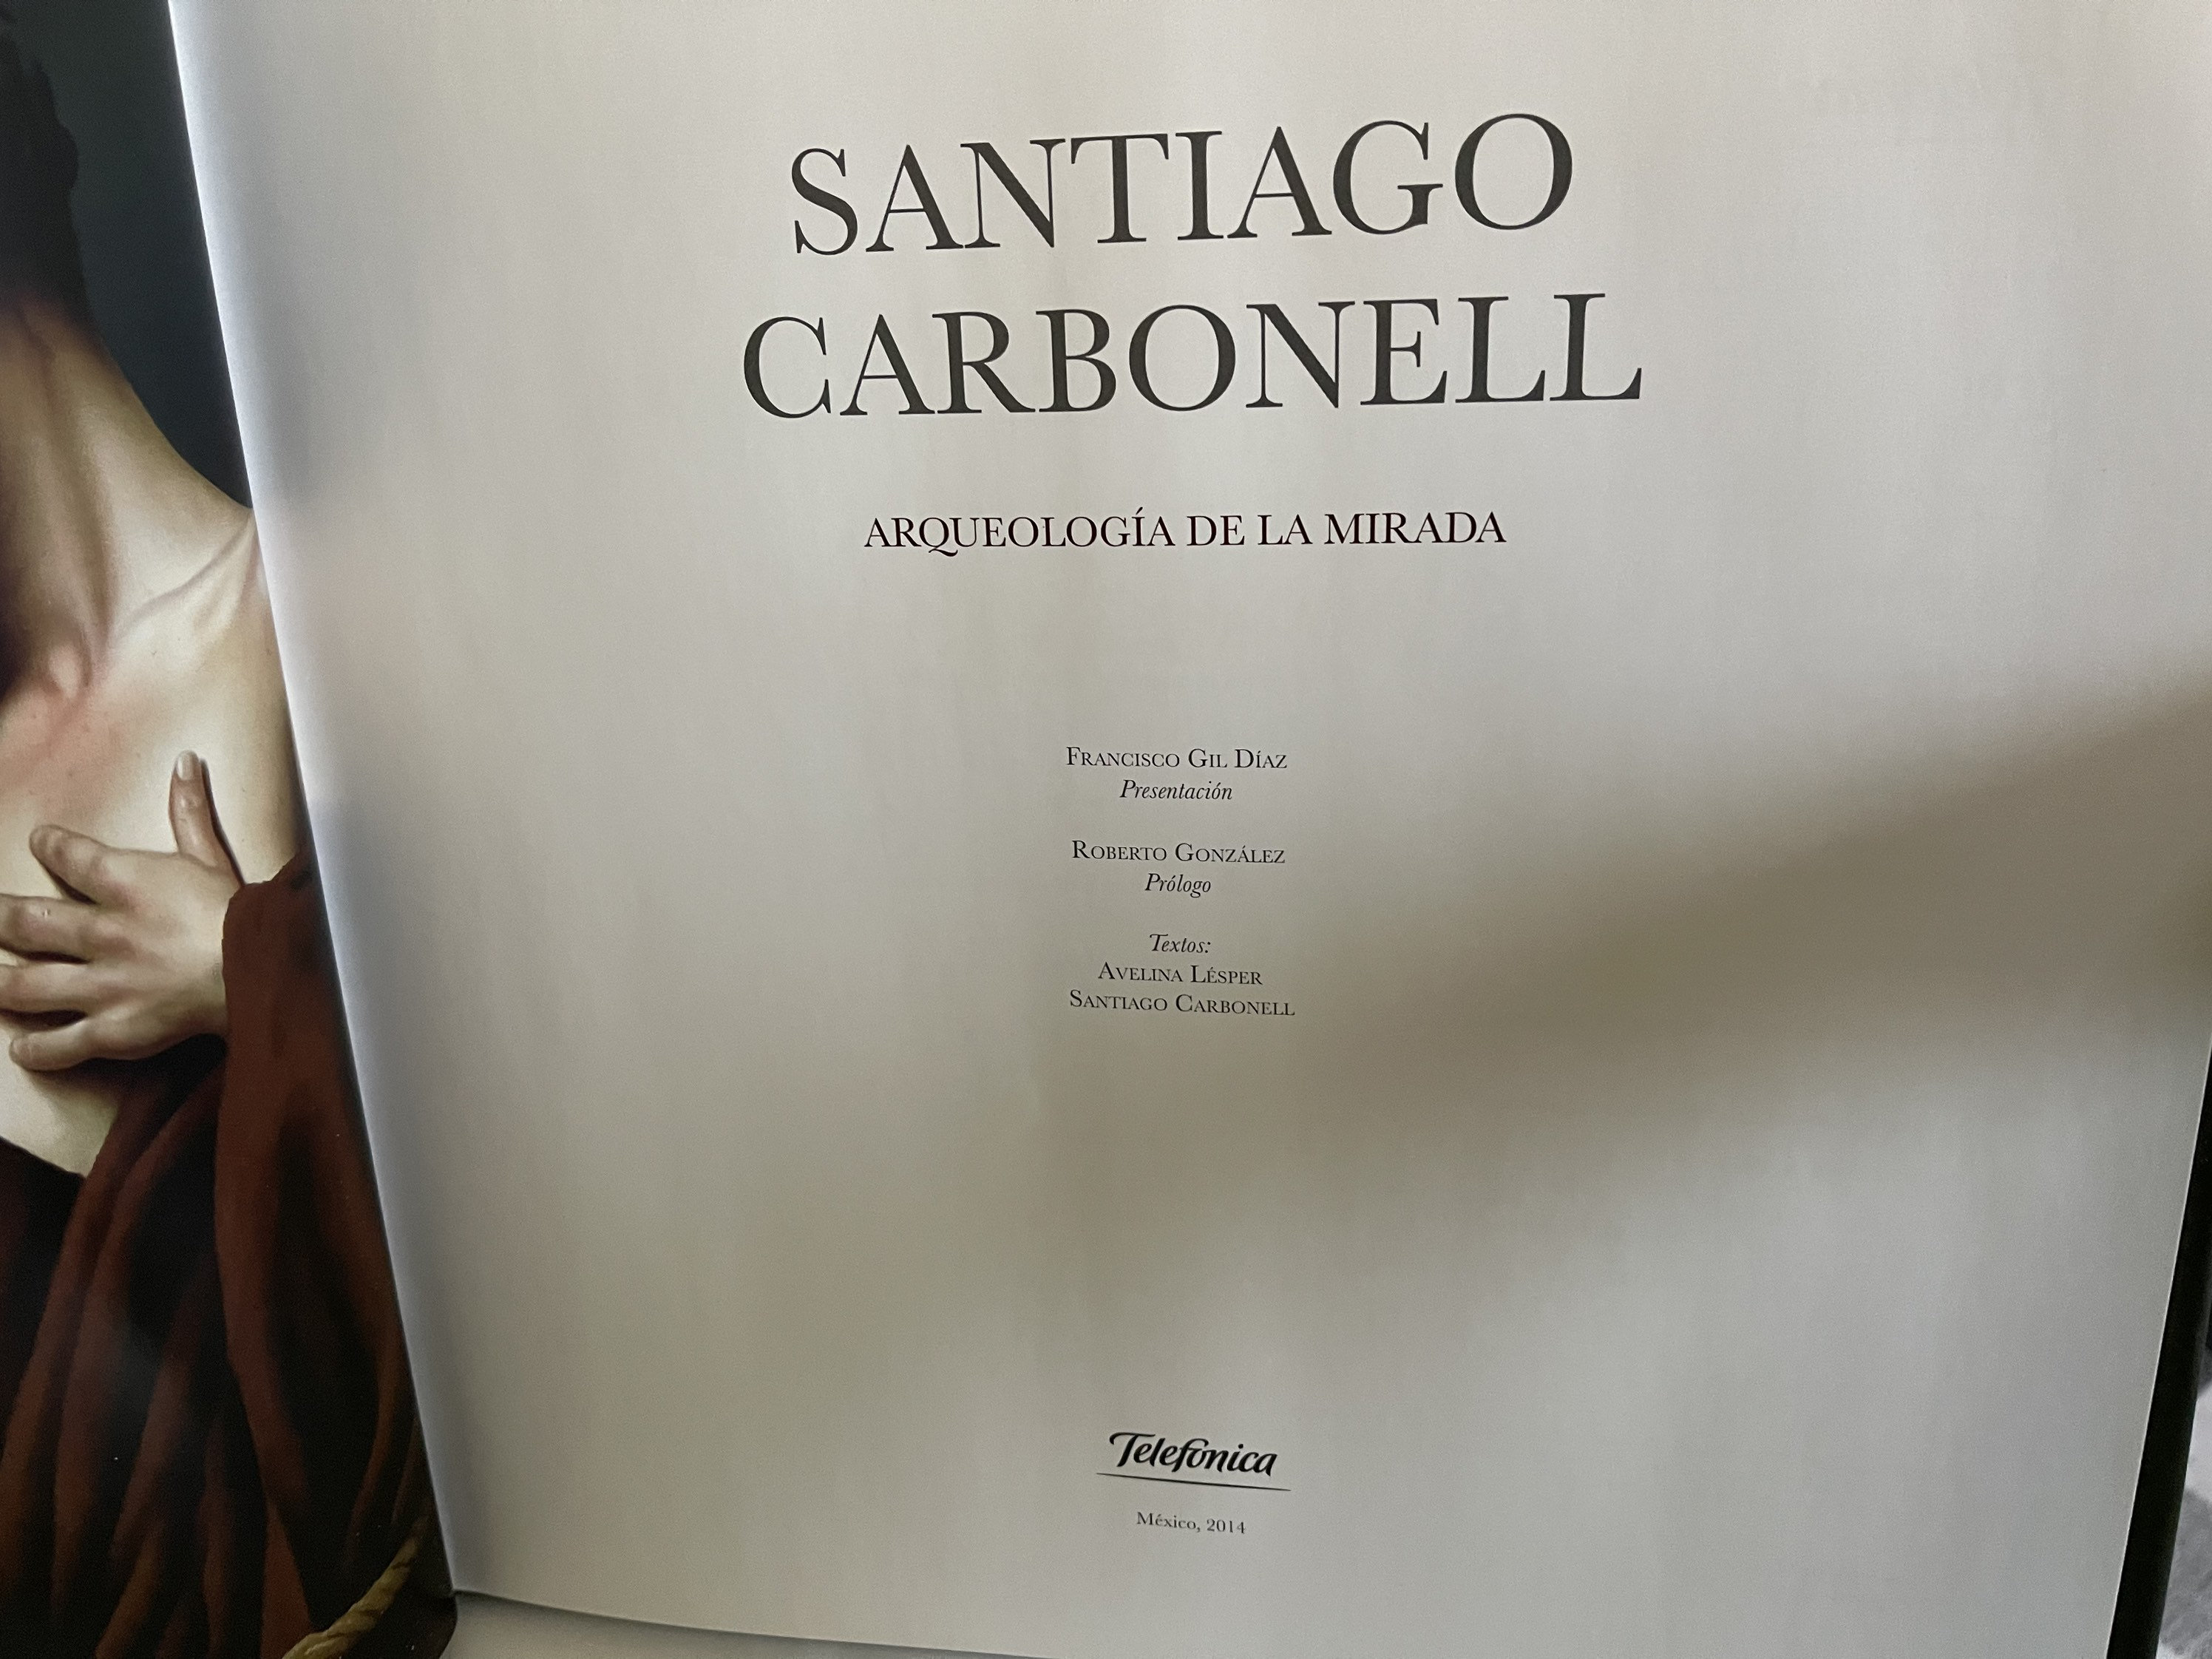 SANTIAGO
CARBONELL
ARQUEOLOGÍA DE LA MIRADA
FRANCISCO GIL DÍAZ
Presentación
ROBERTO GONZÁLEZ
Prólogo
Textos:
AVELINA LÉSPER
SANTIAGO CARBONELL
Telefónica
México, 2014